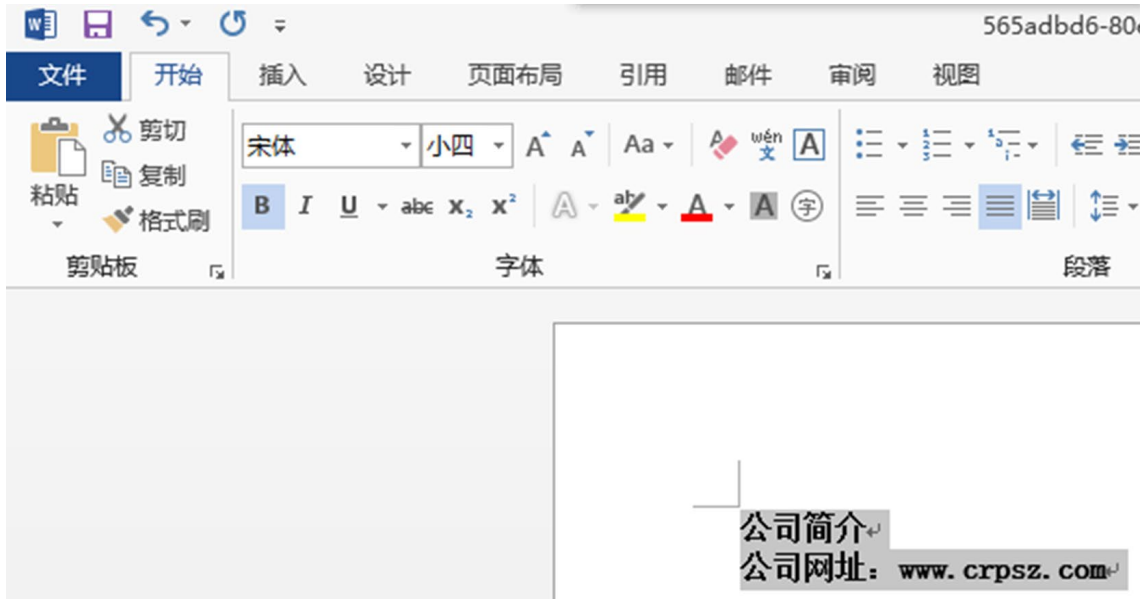 565adbd6-80
文件 开始 插入 设计 页面布局 引用 邮件 审阅 视图
剪切
复制
粘贴
格式刷
剪贴板
宋体 小四 A A Aa wén 文 A
B I U abc X₂ X² A ab A A 字
字体
段落
公司简介
公司网址：www.crpsz.com